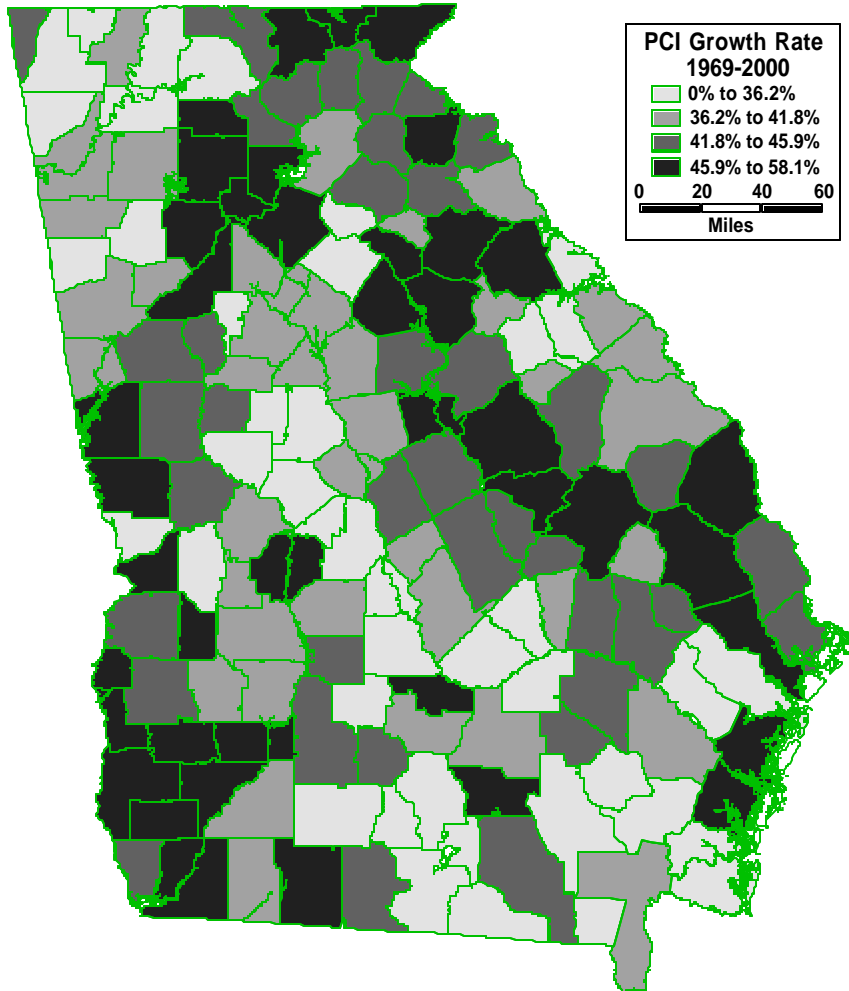 PCI Growth Rate
1969-2000
0% to 36.2%
36.2% to 41.8%
41.8% to 45.9%
45.9% to 58.1%
0 20 40 60
Miles